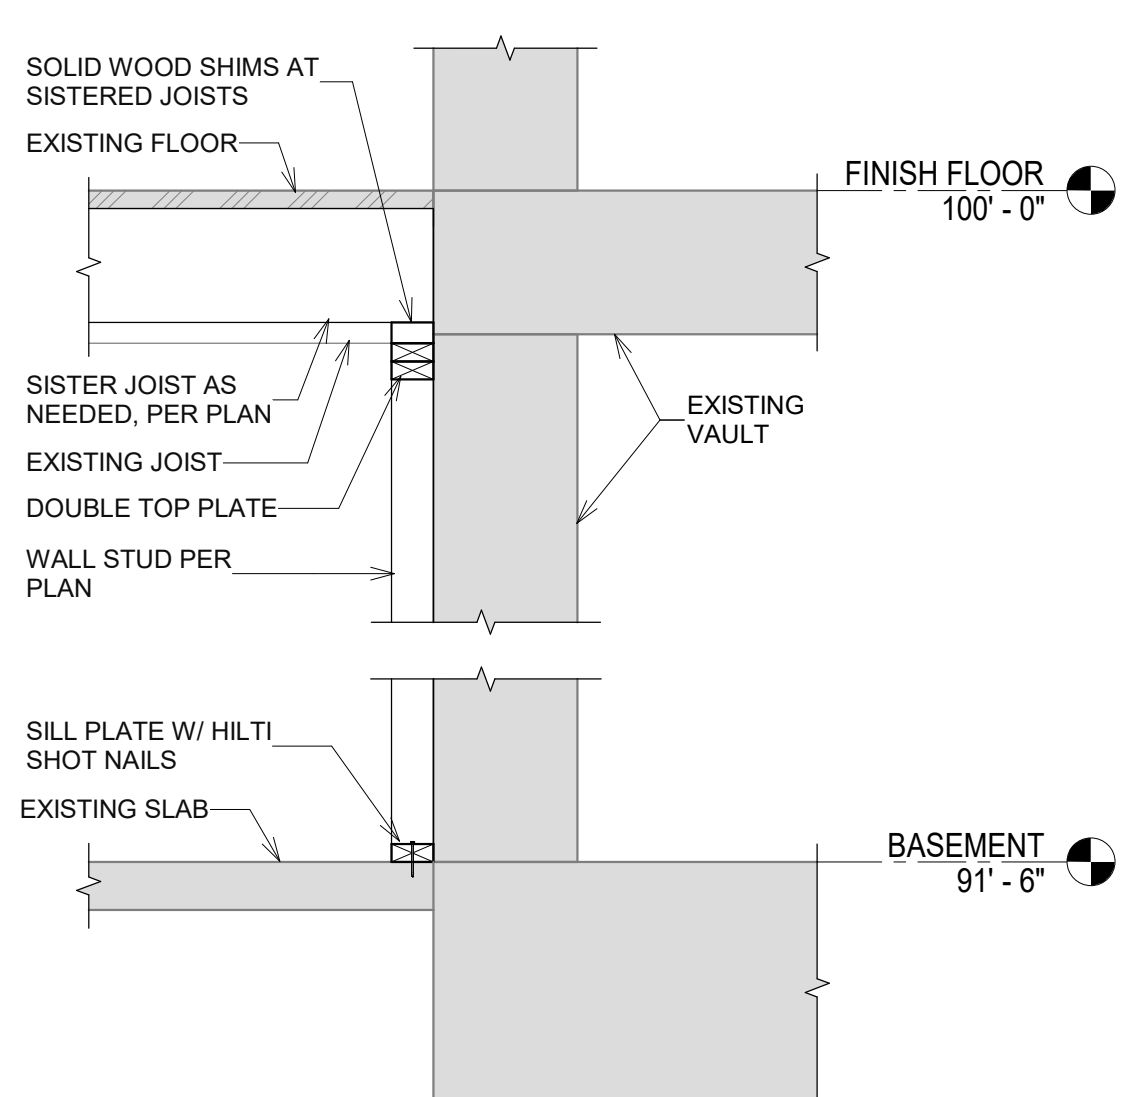 SOLID WOOD SHIMS AT
SISTERED JOISTS
EXISTING FLOOR
FINISH FLOOR
100' - 0"
SISTER JOIST AS
NEEDED, PER PLAN
EXISTING
VAULT
EXISTING JOIST
DOUBLE TOP PLATE
WALL STUD PER
PLAN
SILL PLATE W/ HILTI
SHOT NAILS
EXISTING SLAB
BASEMENT
91' - 6"